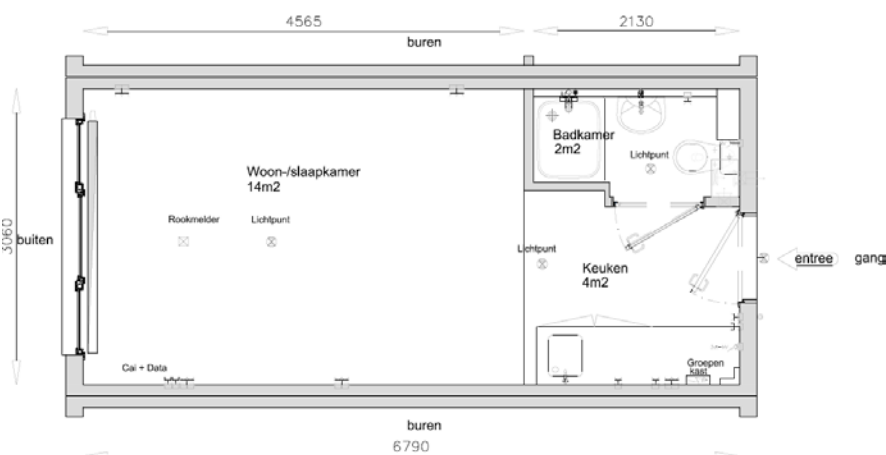 4565
2130
buren
Badkamer
2m2
Lichtpunt
Woon-/slaapkamer
14m2
Rookmelder
Lichtpunt
3060
buiten
Lichtpunt
Keuken
4m2
entree
gang
Cai + Data
Groepen
kast
buren
6790